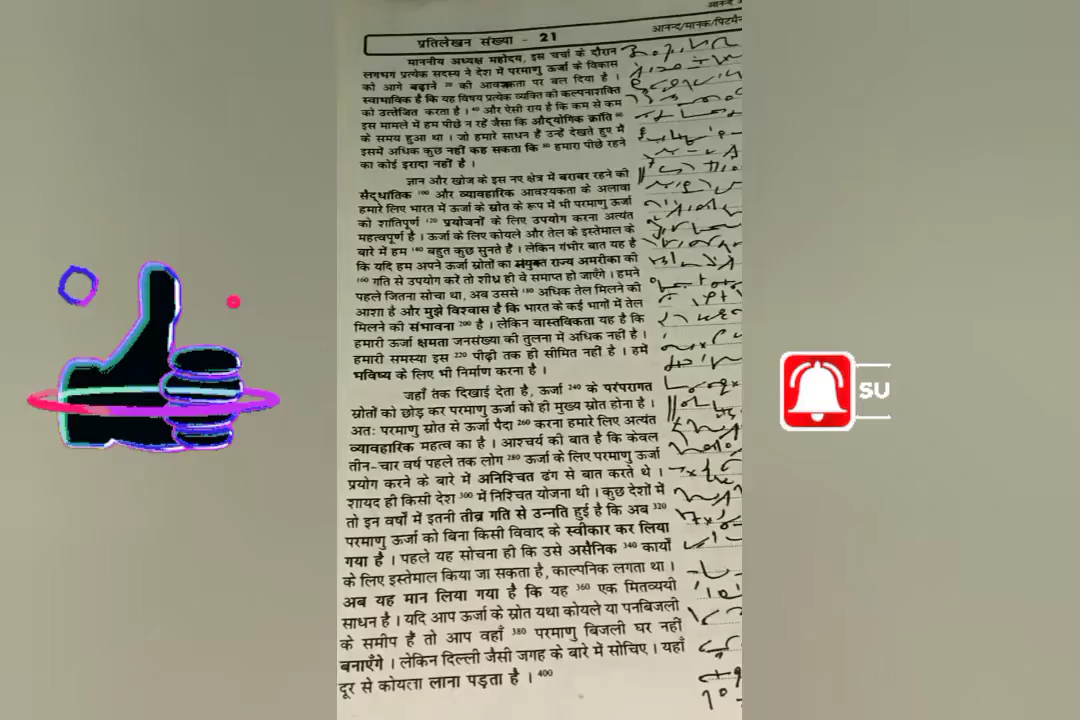 आनन्द
आनन्द/मानक/पिटमैन
प्रतिलेखन संख्या - 21
माननीय अध्यक्ष महोदय, इस चर्चा के दौरान
लगभग प्रत्येक सदस्य ने देश में परमाणु ऊर्जा के विकास
को आगे बढ़ाने 20 की आवश्यकता पर बल दिया है ।
स्वाभाविक है कि यह विषय प्रत्येक व्यक्ति की कल्पनाशक्ति
को उत्तेजित करता है । 40 और ऐसी राय है कि कम से कम
इस मामले में हम पीछे न रहें जैसा कि औद्योगिक क्रांति 60
के समय हुआ था । जो हमारे साधन हैं उन्हें देखते हुए मैं
इसमें अधिक कुछ नहीं कह सकता कि 80 हमारा पीछे रहने
का कोई इरादा नहीं है ।
ज्ञान और खोज के इस नए क्षेत्र में बराबर रहने की
सैद्धांतिक 100 और व्यावहारिक आवश्यकता के अलावा
हमारे लिए भारत में ऊर्जा के स्रोत के रूप में भी परमाणु ऊर्जा
को शांतिपूर्ण 120 प्रयोजनों के लिए उपयोग करना अत्यंत
महत्वपूर्ण है । ऊर्जा के लिए कोयले और तेल के इस्तेमाल के
बारे में हम 140 बहुत कुछ सुनते हैं । लेकिन गंभीर बात यह है
कि यदि हम अपने ऊर्जा स्रोतों का संयुक्त राज्य अमरीका की
160 गति से उपयोग करें तो शीघ्र ही वे समाप्त हो जाएँगे । हमने
पहले जितना सोचा था, अब उससे 180 अधिक तेल मिलने की
आशा है और मुझे विश्वास है कि भारत के कई भागों में तेल
मिलने की संभावना 200 है । लेकिन वास्तविकता यह है कि
हमारी ऊर्जा क्षमता जनसंख्या की तुलना में अधिक नहीं है ।
हमारी समस्या इस 220 पीढ़ी तक ही सीमित नहीं है । हमें
भविष्य के लिए भी निर्माण करना है ।
जहाँ तक दिखाई देता है, ऊर्जा 240 के परंपरागत
स्रोतों को छोड़ कर परमाणु ऊर्जा को ही मुख्य स्रोत होना है ।
अतः परमाणु स्रोत से ऊर्जा पैदा 260 करना हमारे लिए अत्यंत
व्यावहारिक महत्व का है । आश्चर्य की बात है कि केवल
तीन-चार वर्ष पहले तक लोग 280 ऊर्जा के लिए परमाणु ऊर्जा
प्रयोग करने के बारे में अनिश्चित ढंग से बात करते थे ।
शायद ही किसी देश 300 में निश्चित योजना थी । कुछ देशों में
तो इन वर्षों में इतनी तीव्र गति से उन्नति हुई है कि अब 320
परमाणु ऊर्जा को बिना किसी विवाद के स्वीकार कर लिया
गया है । पहले यह सोचना ही कि उसे असैनिक 340 कार्यों
के लिए इस्तेमाल किया जा सकता है, काल्पनिक लगता था ।
अब यह मान लिया गया है कि यह 360 एक मितव्ययी
साधन है । यदि आप ऊर्जा के स्रोत यथा कोयले या पनबिजली
के समीप हैं तो आप वहाँ 380 परमाणु बिजली घर नहीं
बनाएँगे । लेकिन दिल्ली जैसी जगह के बारे में सोचिए । यहाँ
दूर से कोयला लाना पड़ता है । 400
SU